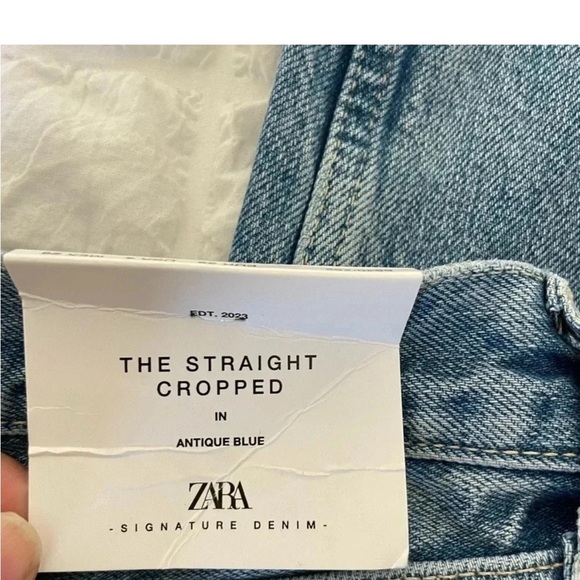 EDT. 2023
THE STRAIGHT
CROPPED
IN
ANTIQUE BLUE
ZARA
- SIGNATURE DENIM -